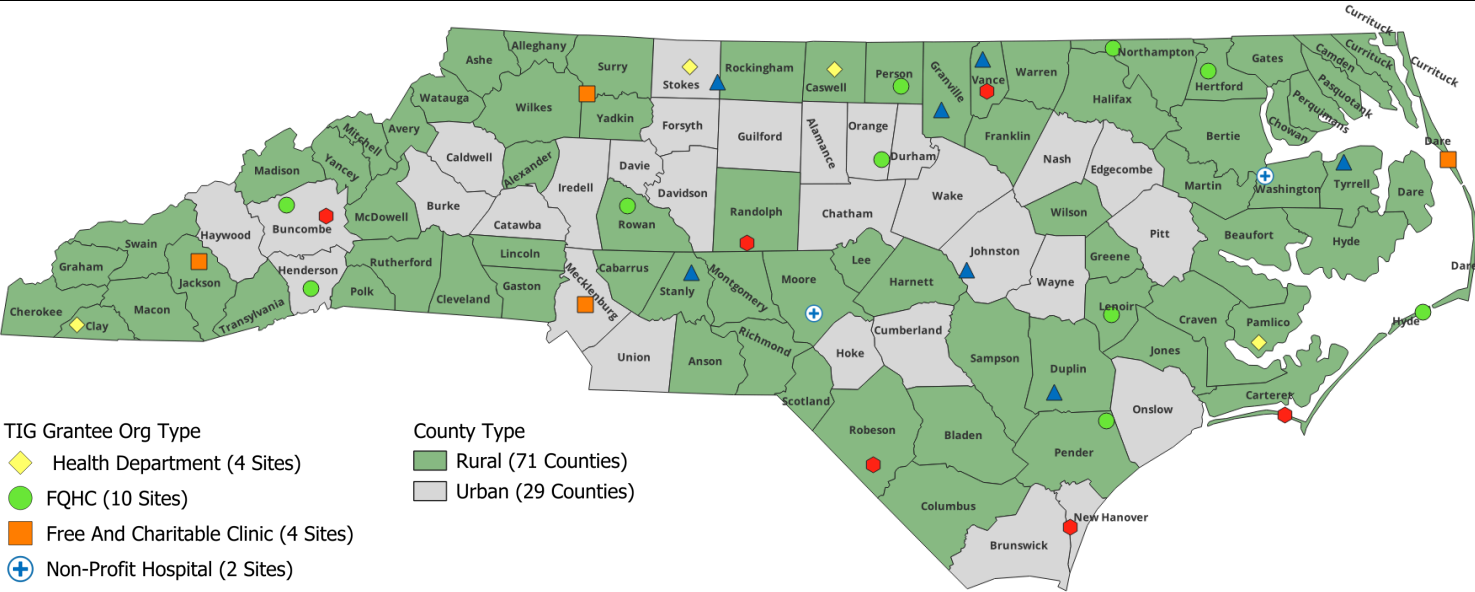 Currituck
Alleghany
Ashe
Surry
Stokes
Rockingham
Caswell
Person
Granville
Vance
Warren
Northampton
Gates
Camden
Currituck
Currituck
Watauga
Wilkes
Yadkin
Forsyth
Guilford
Alamance
Orange
Durham
Franklin
Halifax
Hertford
Pasquotank
Perquimans
Chowan
Bertie
Mitchell
Avery
Yancey
Madison
Caldwell
Alexander
Iredell
Davie
Davidson
Randolph
Chatham
Wake
Nash
Edgecombe
Martin
Washington
Tyrrell
Dare
Dare
Buncombe
McDowell
Burke
Catawba
Rowan
Johnston
Wilson
Pitt
Beaufort
Hyde
Haywood
Swain
Graham
Jackson
Henderson
Rutherford
Lincoln
Gaston
Cleveland
Polk
Transylvania
Macon
Cherokee
Clay
Mecklenburg
Cabarrus
Stanly
Montgomery
Moore
Lee
Harnett
Wayne
Greene
Lenoir
Craven
Pamlico
Dare
Hyde
Union
Anson
Richmond
Hoke
Cumberland
Sampson
Duplin
Jones
Carteret
Onslow
Scotland
Robeson
Bladen
Pender
Columbus
Brunswick
New Hanover
TIG Grantee Org Type
Health Department (4 Sites)
FQHC (10 Sites)
Free And Charitable Clinic (4 Sites)
Non-Profit Hospital (2 Sites)
County Type
Rural (71 Counties)
Urban (29 Counties)